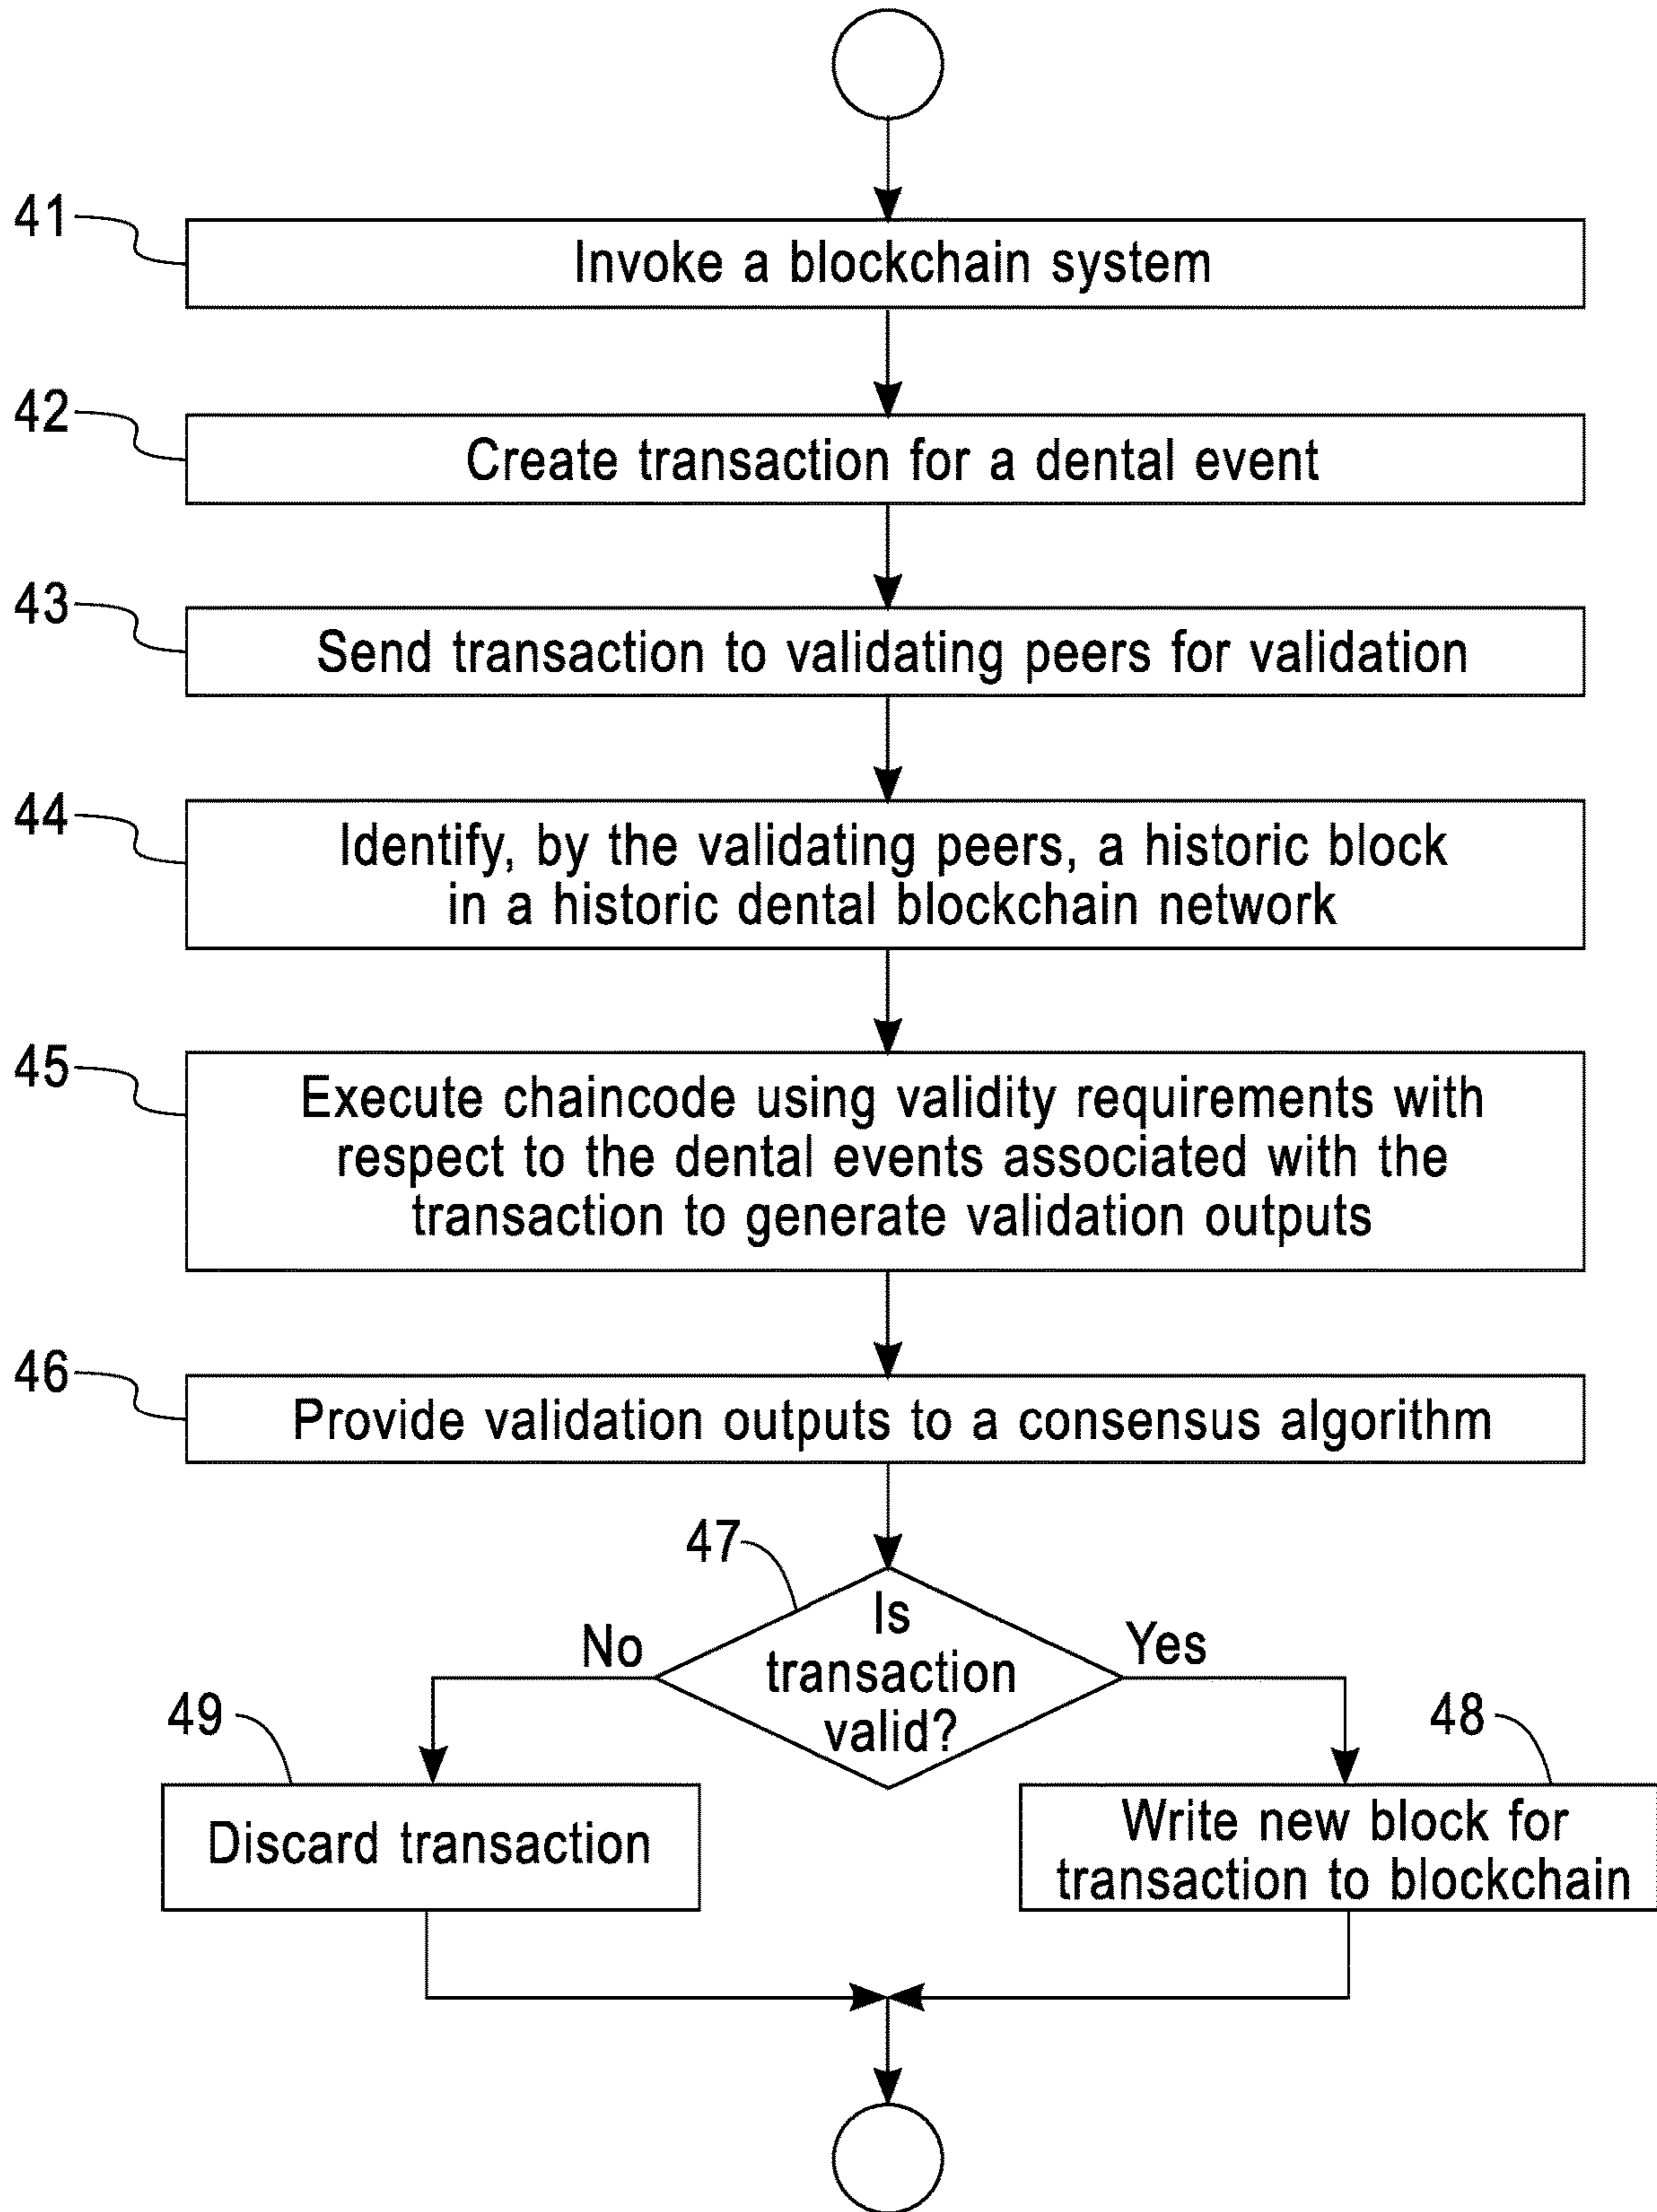 41
Invoke a blockchain system
42
Create transaction for a dental event
43
Send transaction to validating peers for validation
44
Identify, by the validating peers, a historic block
in a historic dental blockchain network
45
Execute chaincode using validity requirements with
respect to the dental events associated with the
transaction to generate validation outputs
46
Provide validation outputs to a consensus algorithm
47
Is
transaction
valid?
No
Yes
49
Discard transaction
48
Write new block for
transaction to blockchain